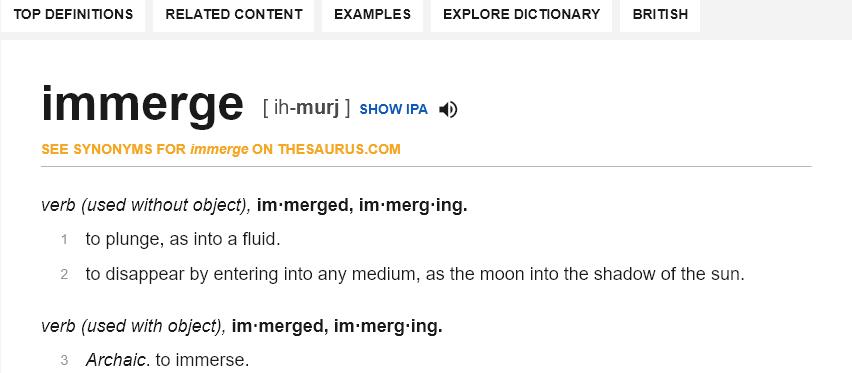 TOP DEFINITIONS RELATED CONTENT EXAMPLES EXPLORE DICTIONARY BRITISH
immerge [ ih-murj ] SHOW IPA
SEE SYNONYMS FOR immerge ON THESAURUS.COM
verb (used without object), im·merged, im·merg·ing.
1 to plunge, as into a fluid.
2 to disappear by entering into any medium, as the moon into the shadow of the sun.
verb (used with object), im·merged, im·merg·ing.
3 Archaic. to immerse.